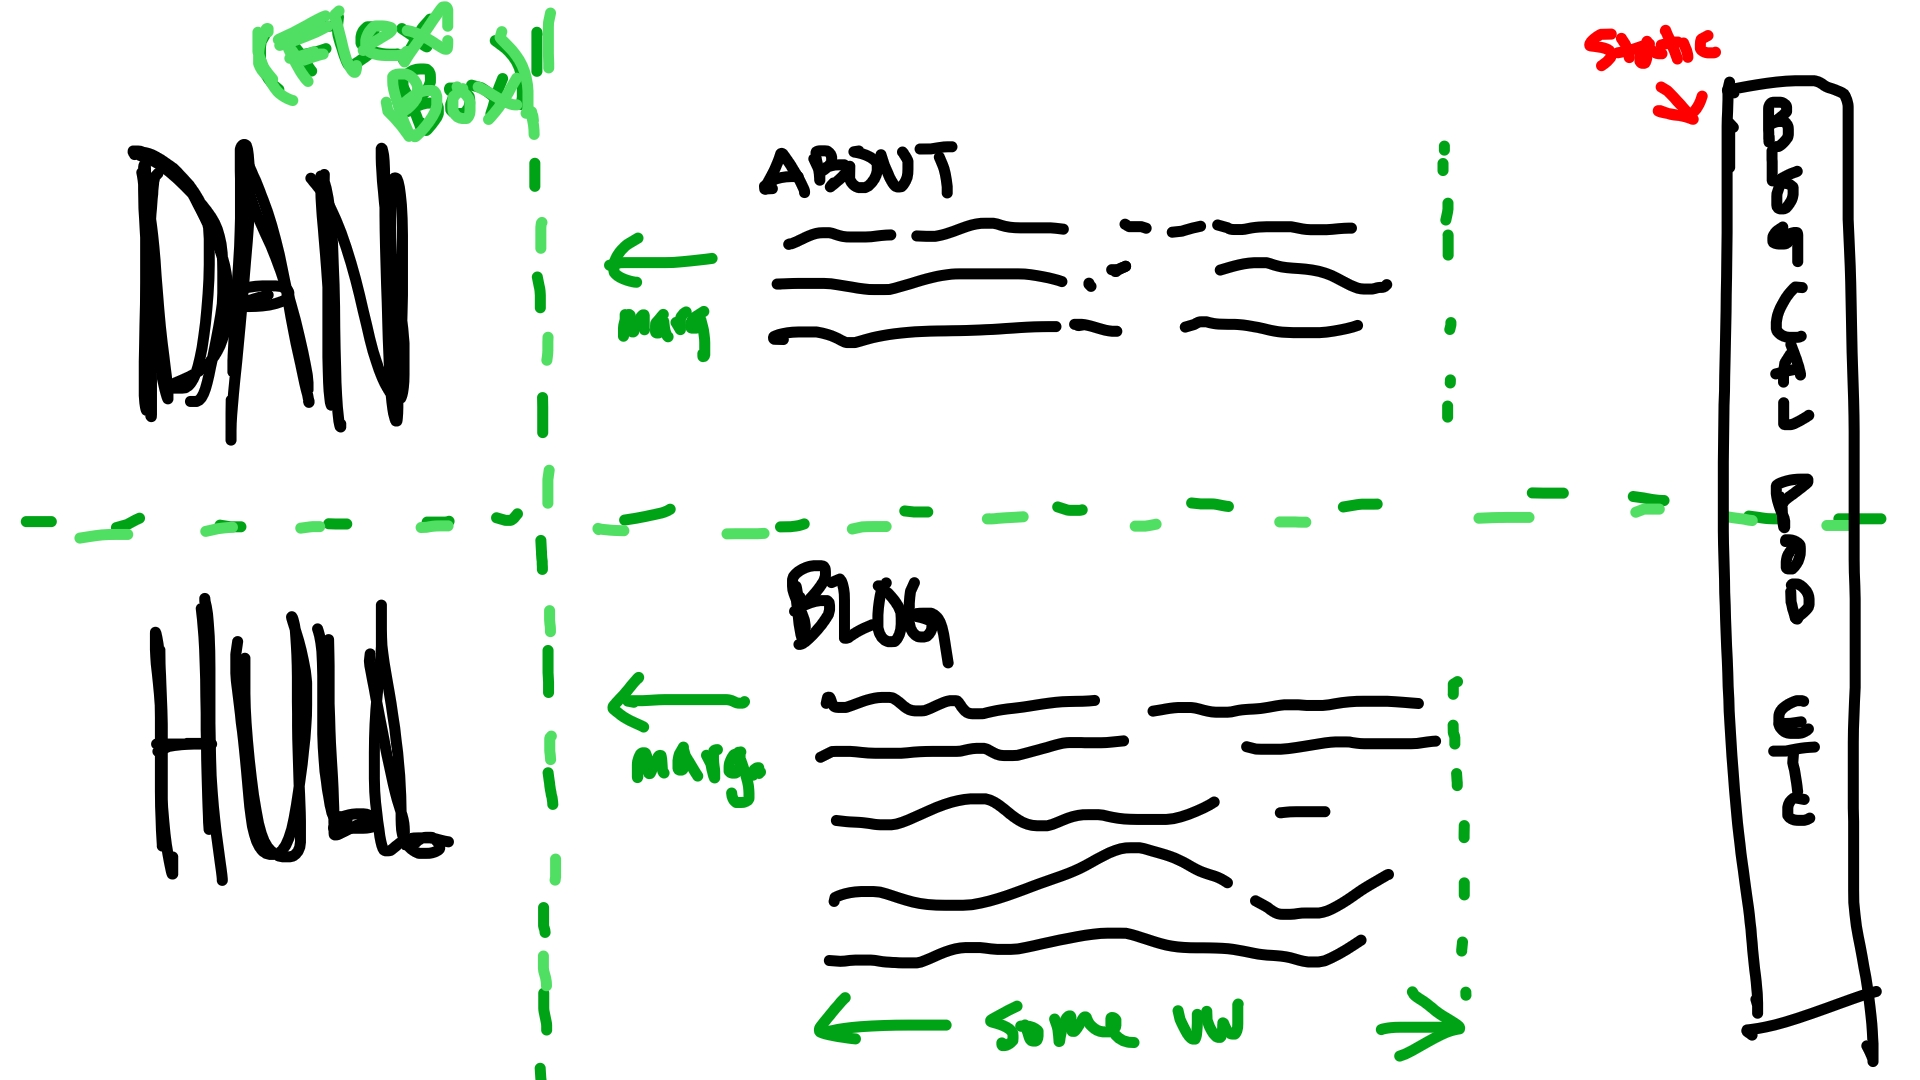 (Flex
Box)
static
DAN
ABOUT
marg
HULL
BLOG
marg
some vw
BLOG CAL POD ETC